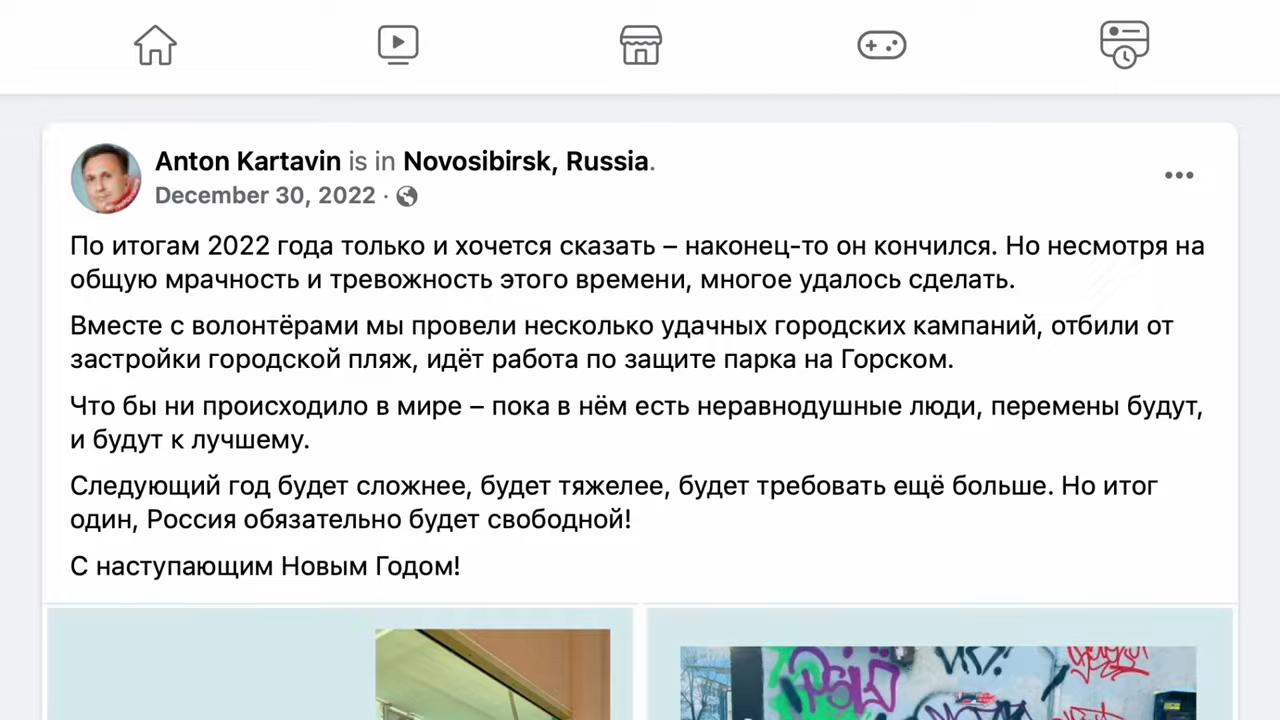 Anton Kartavin is in Novosibirsk, Russia.
December 30, 2022 ·
По итогам 2022 года только и хочется сказать – наконец-то он кончился. Но несмотря на
общую мрачность и тревожность этого времени, многое удалось сделать.
Вместе с волонтёрами мы провели несколько удачных городских кампаний, отбили от
застройки городской пляж, идёт работа по защите парка на Горском.
Что бы ни происходило в мире – пока в нём есть неравнодушные люди, перемены будут,
и будут к лучшему.
Следующий год будет сложнее, будет тяжелее, будет требовать ещё больше. Но итог
один, Россия обязательно будет свободной!
С наступающим Новым Годом!